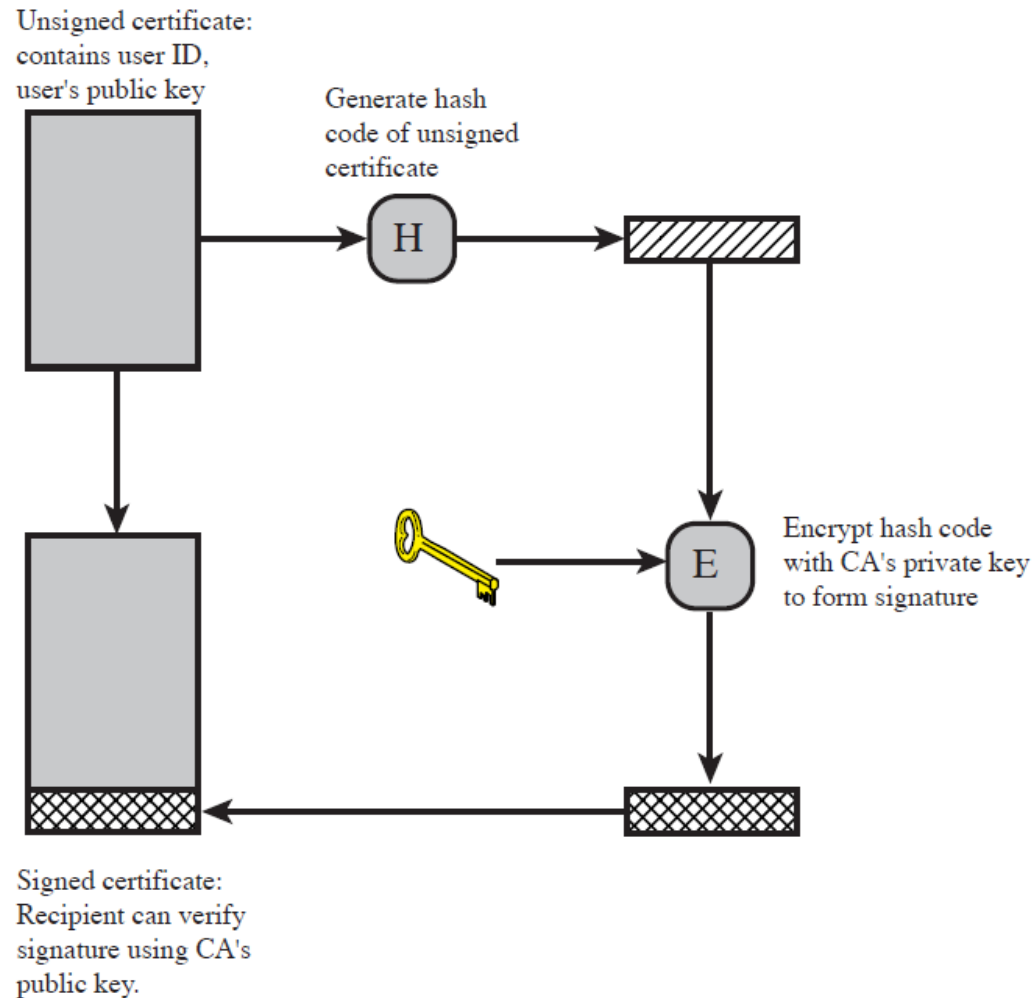 Unsigned certificate:
contains user ID,
user's public key
Generate hash
code of unsigned
certificate
H
E
Encrypt hash code
with CA's private key
to form signature
Signed certificate:
Recipient can verify
signature using CA's
public key.